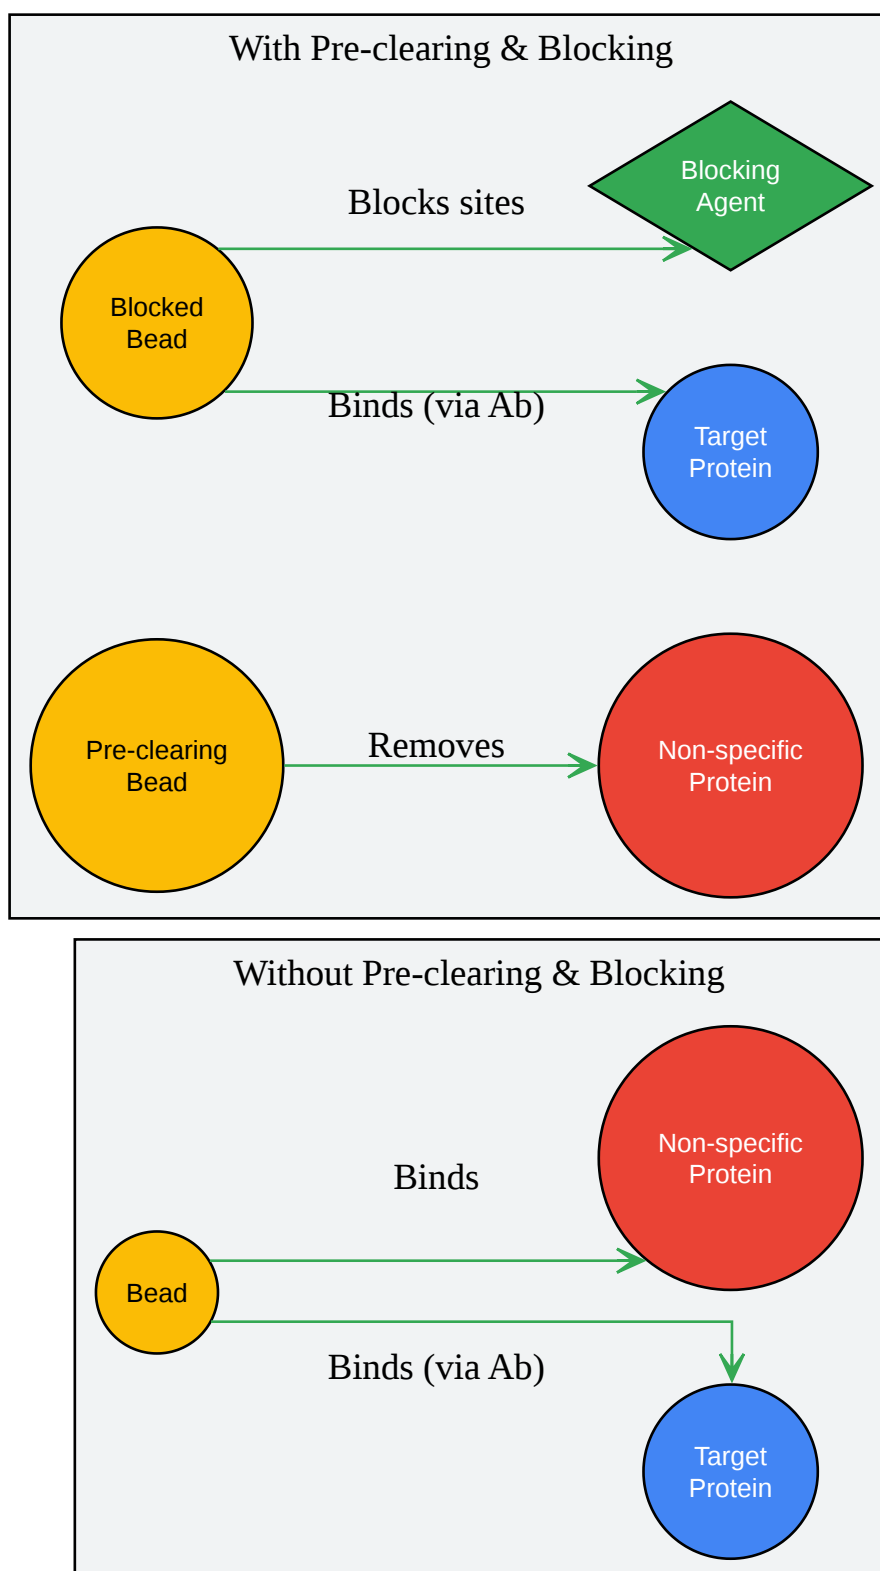 With Pre-clearing & Blocking
Blocking
Agent
Blocks sites
Blocked
Bead
Binds (via Ab)
Target
Protein
Pre-clearing
Bead
Removes
Non-specific
Protein
Without Pre-clearing & Blocking
Non-specific
Protein
Binds
Bead
Binds (via Ab)
Target
Protein